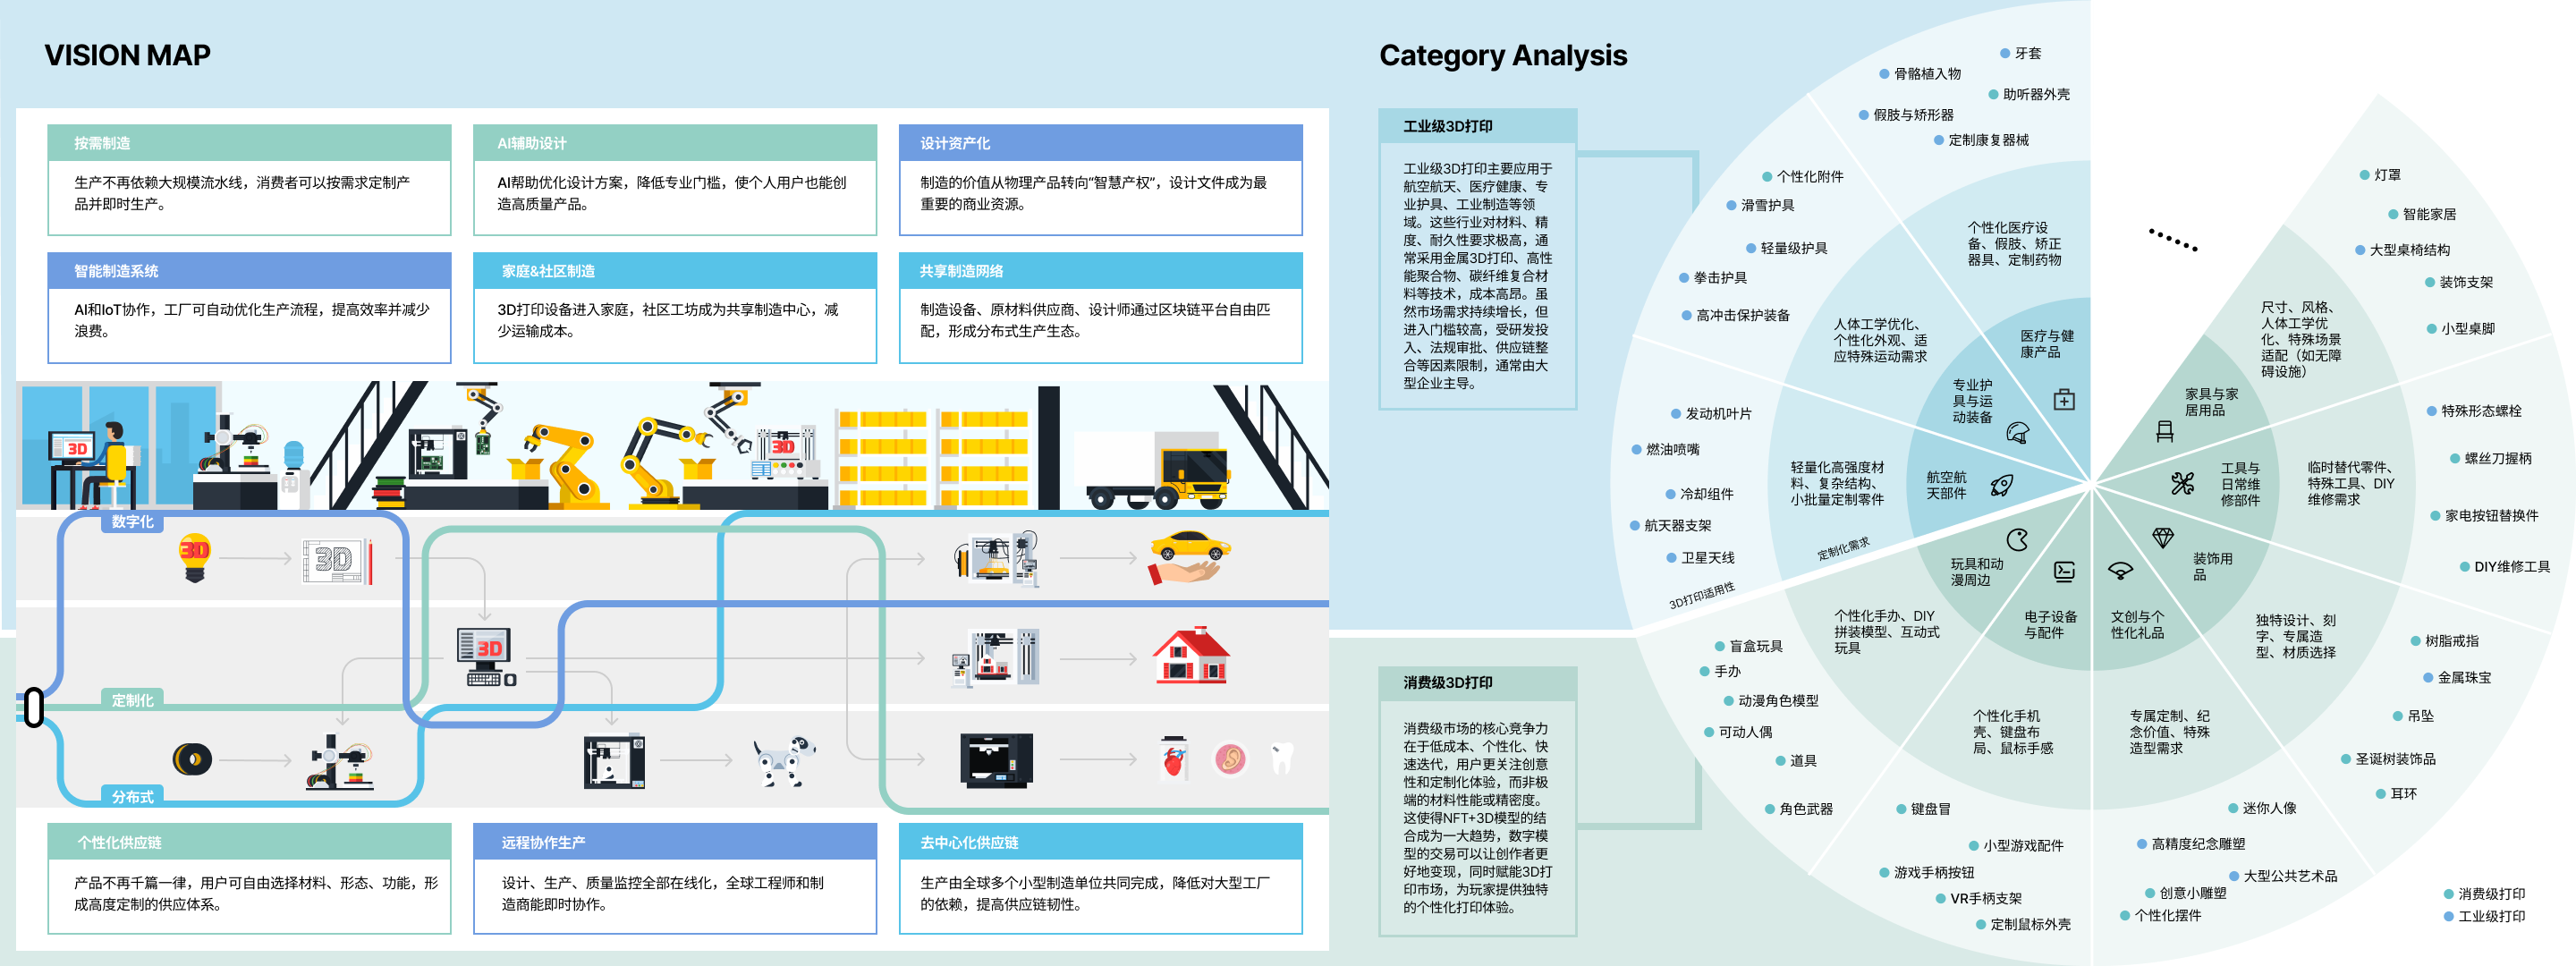 VISION MAP
按需制造
生产不再依赖大规模流水线，消费者可以按需求定制产
品并即时生产。
AI辅助设计
AI帮助优化设计方案，降低专业门槛，使个人用户也能创
造高质量产品。
设计资产化
制造的价值从物理产品转向“智慧产权”，设计文件成为最
重要的商业资源。
智能制造系统
AI和IoT协作，工厂可自动优化生产流程，提高效率并减少
浪费。
家庭&社区制造
3D打印设备进入家庭，社区工坊成为共享制造中心，减
少运输成本。
共享制造网络
制造设备、原材料供应商、设计师通过区块链平台自由匹
配，形成分布式生产生态。
3D
3D
数字化
3D
3D
3D
定制化
分布式
个性化供应链
产品不再千篇一律，用户可自由选择材料、形态、功能，形
成高度定制的供应体系。
远程协作生产
设计、生产、质量监控全部在线化，全球工程师和制
造商能即时协作。
去中心化供应链
生产由全球多个小型制造单位共同完成，降低对大型工厂
的依赖，提高供应链韧性。
Category Analysis
工业级3D打印
工业级3D打印主要应用于
航空航天、医疗健康、专
业护具、工业制造等领
域。这些行业对材料、精
度、耐久性要求极高，通
常采用金属3D打印、高性
能聚合物、碳纤维复合材
料等技术，成本高昂。虽
然市场需求持续增长，但
进入门槛较高，受研发投
入、法规审批、供应链整
合等因素限制，通常由大
型企业主导。
消费级3D打印
消费级市场的核心竞争力
在于低成本、个性化、快
速迭代，用户更关注创意
性和定制化体验，而非极
端的材料性能或精密度。
这使得NFT+3D模型的结
合成为一大趋势，数字模
型的交易可以让创作者更
好地变现，同时赋能3D打
印市场，为玩家提供独特
的个性化打印体验。
牙套
骨骼植入物
助听器外壳
假肢与矫形器
定制康复器械
个性化医疗设
备、假肢、矫正
器具、定制药物
医疗与健
康产品
个性化附件
滑雪护具
轻量级护具
拳击护具
高冲击保护装备
人体工学优化、
个性化外观、适
应特殊运动需求
专业护
具与运
动装备
发动机叶片
燃油喷嘴
冷却组件
航天器支架
卫星天线
轻量化高强度材
料、复杂结构、
小批量定制零件
航空航
天部件
定制化需求
3D打印适用性
玩具和动
漫周边
个性化手办、DIY
拼装模型、互动式
玩具
盲盒玩具
手办
动漫角色模型
可动人偶
道具
角色武器
电子设备
与配件
个性化手机
壳、键盘布
局、鼠标手感
键盘冒
小型游戏配件
游戏手柄按钮
VR手柄支架
定制鼠标外壳
文创与个
性化礼品
专属定制、纪
念价值、特殊
造型需求
迷你人像
高精度纪念雕塑
大型公共艺术品
创意小雕塑
个性化摆件
装饰用
品
独特设计、刻
字、专属造
型、材质选择
树脂戒指
金属珠宝
吊坠
圣诞树装饰品
耳环
工具与
日常维
修部件
临时替代零件、
特殊工具、DIY
维修需求
特殊形态螺栓
螺丝刀握柄
家电按钮替换件
DIY维修工具
家具与家
居用品
尺寸、风格、
人体工学优
化、特殊场景
适配（如无障
碍设施）
灯罩
智能家居
大型桌椅结构
装饰支架
小型桌脚
消费级打印
工业级打印